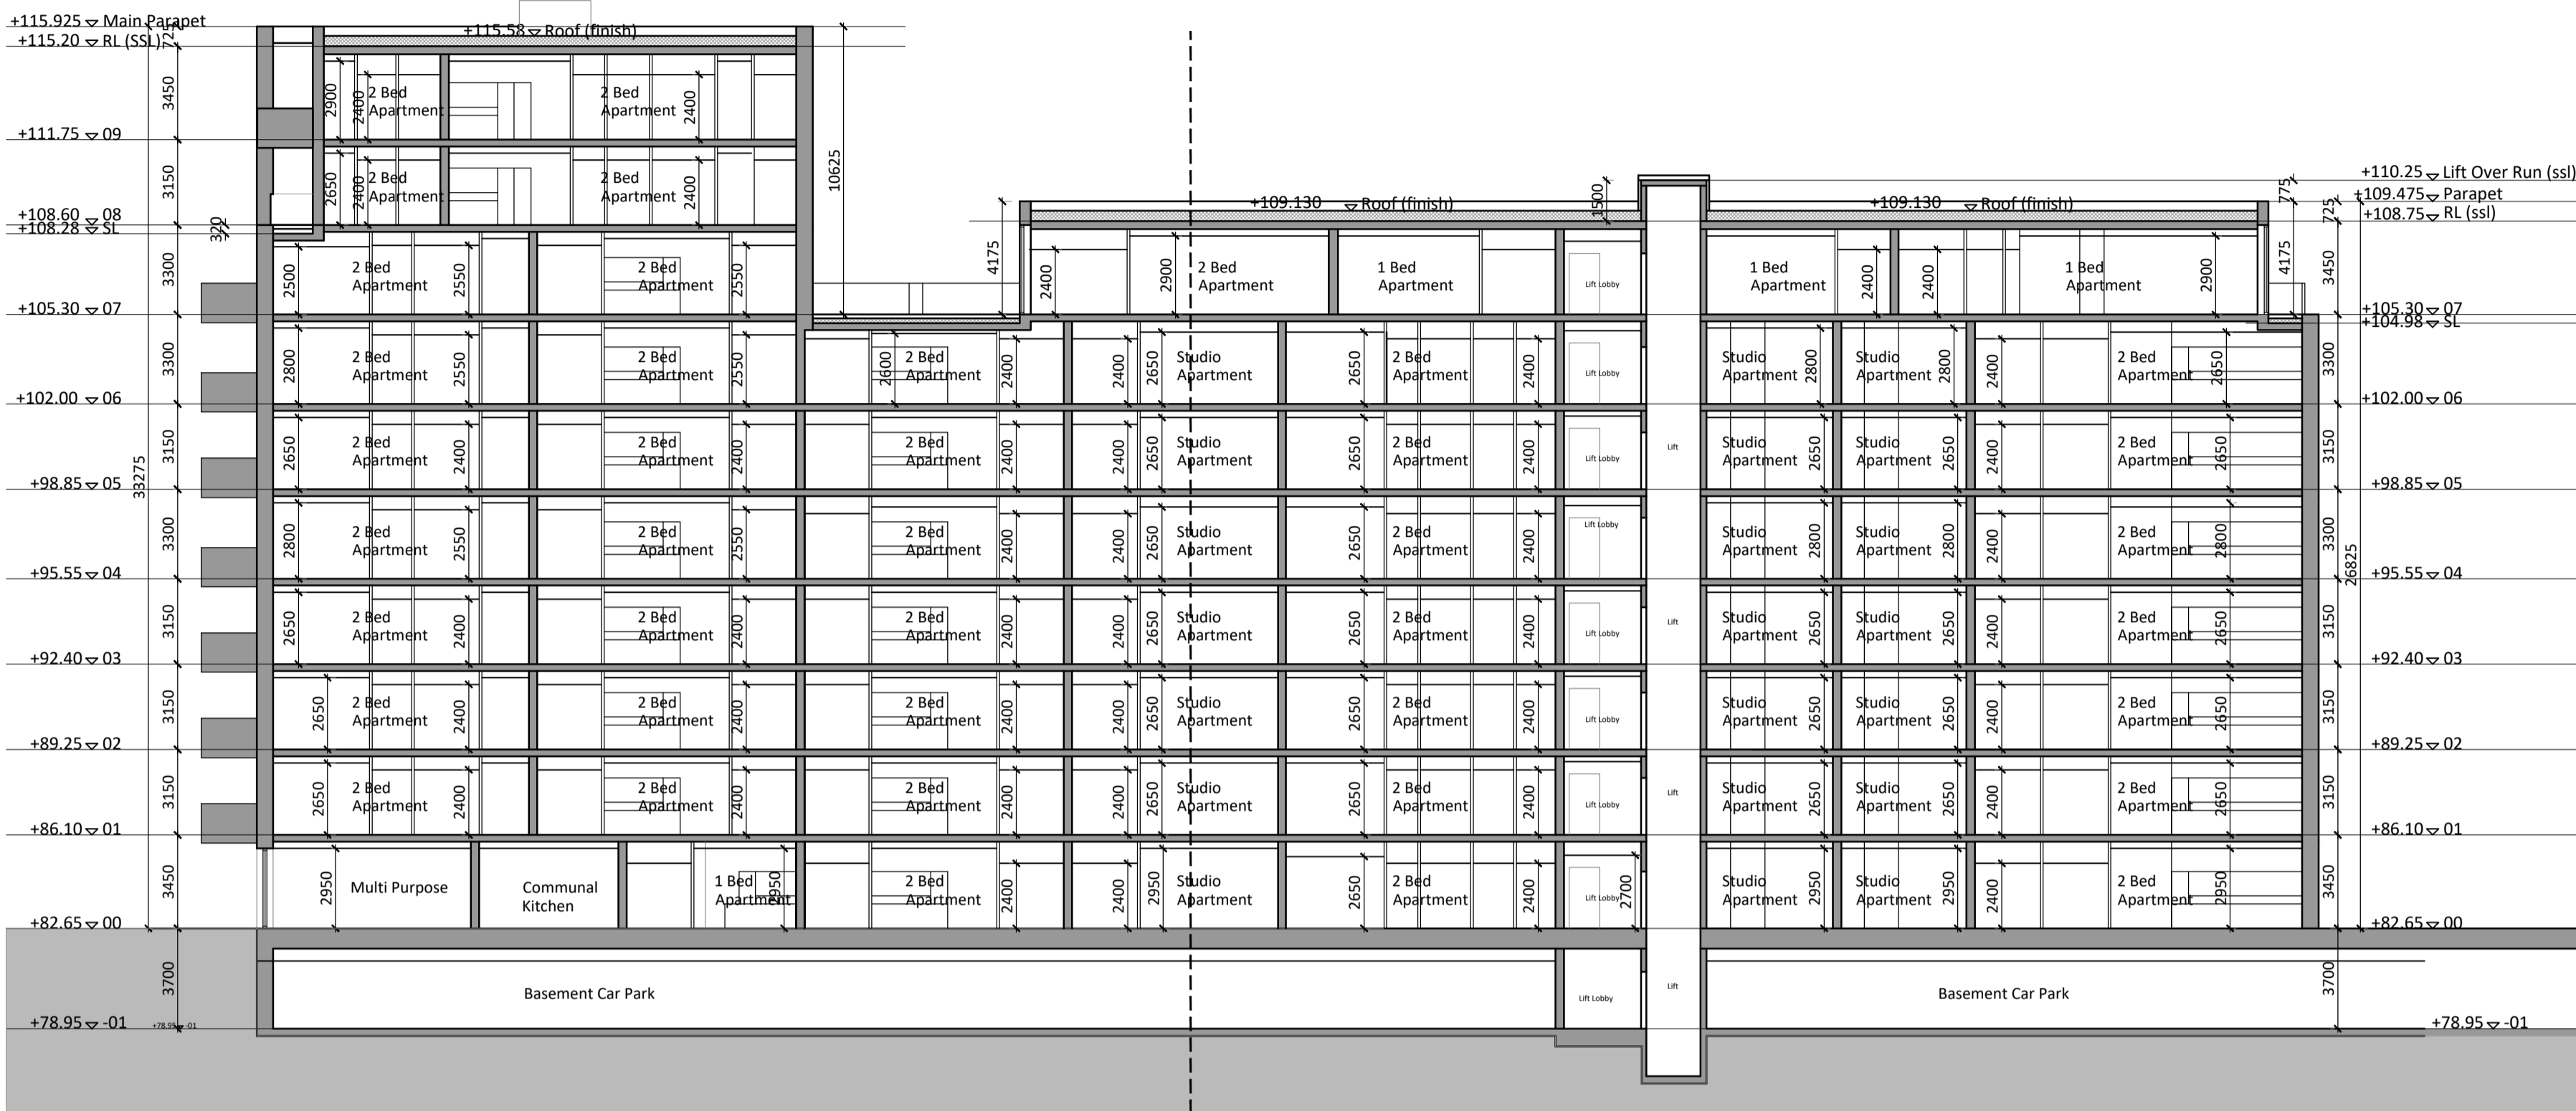 +115.925 Main Parapet
+115.20 RL (SSL)
725
+115.58 Roof (finish)
3450
2900
2400
2 Bed
Apartment
2 Bed
Apartment
2400
+111.75 09
3150
2650
2400
2 Bed
Apartment
2 Bed
Apartment
2400
10625
+108.60 08
+108.28 SL
320
+110.25 Lift Over Run (ssl)
775
+109.475 Parapet
725
+108.75 RL (ssl)
+109.130 Roof (finish)
1500
+109.130 Roof (finish)
3300
2500
2 Bed
Apartment
2550
2 Bed
Apartment
2550
4175
2400
2900
2 Bed
Apartment
1 Bed
Apartment
Lift Lobby
1 Bed
Apartment
2400
2400
1 Bed
Apartment
2900
4175
3450
+105.30 07
+105.30 07
+104.98 SL
3300
2800
2 Bed
Apartment
2550
2 Bed
Apartment
2550
2600
2 Bed
Apartment
2400
2400
2650
Studio
Apartment
2650
2 Bed
Apartment
2400
Lift Lobby
Studio
Apartment
2800
Studio
Apartment
2800
2400
2 Bed
Apartment
2650
3300
+102.00 06
+102.00 06
33275
3150
2650
2 Bed
Apartment
2400
2 Bed
Apartment
2400
2 Bed
Apartment
2400
2400
2650
Studio
Apartment
2650
2 Bed
Apartment
2400
Lift Lobby
Lift
Studio
Apartment
2650
Studio
Apartment
2650
2400
2 Bed
Apartment
2650
3150
+98.85 05
+98.85 05
3300
2800
2 Bed
Apartment
2550
2 Bed
Apartment
2550
2 Bed
Apartment
2400
2400
2650
Studio
Apartment
2650
2 Bed
Apartment
2400
Lift Lobby
Studio
Apartment
2800
Studio
Apartment
2800
2400
2 Bed
Apartment
2800
3300
26825
+95.55 04
+95.55 04
3150
2650
2 Bed
Apartment
2400
2 Bed
Apartment
2400
2 Bed
Apartment
2400
2400
2650
Studio
Apartment
2650
2 Bed
Apartment
2400
Lift Lobby
Lift
Studio
Apartment
2650
Studio
Apartment
2650
2400
2 Bed
Apartment
2650
3150
+92.40 03
+92.40 03
3150
2650
2 Bed
Apartment
2400
2 Bed
Apartment
2400
2 Bed
Apartment
2400
2400
2650
Studio
Apartment
2650
2 Bed
Apartment
2400
Lift Lobby
Studio
Apartment
2650
Studio
Apartment
2650
2400
2 Bed
Apartment
2650
3150
+89.25 02
+89.25 02
3150
2650
2 Bed
Apartment
2400
2 Bed
Apartment
2400
2 Bed
Apartment
2400
2400
2650
Studio
Apartment
2650
2 Bed
Apartment
2400
Lift Lobby
Lift
Studio
Apartment
2650
Studio
Apartment
2650
2400
2 Bed
Apartment
2650
3150
+86.10 01
+86.10 01
3450
2950
Multi Purpose
Communal
Kitchen
1 Bed
Apartment
2950
2 Bed
Apartment
2400
2400
2950
Studio
Apartment
2650
2 Bed
Apartment
2400
Lift Lobby
2700
Studio
Apartment
2950
Studio
Apartment
2950
2400
2 Bed
Apartment
2950
3450
+82.65 00
+82.65 00
3700
Basement Car Park
Lift Lobby
Lift
Basement Car Park
3700
+78.95 -01
+78.95 -01
+78.95 -01